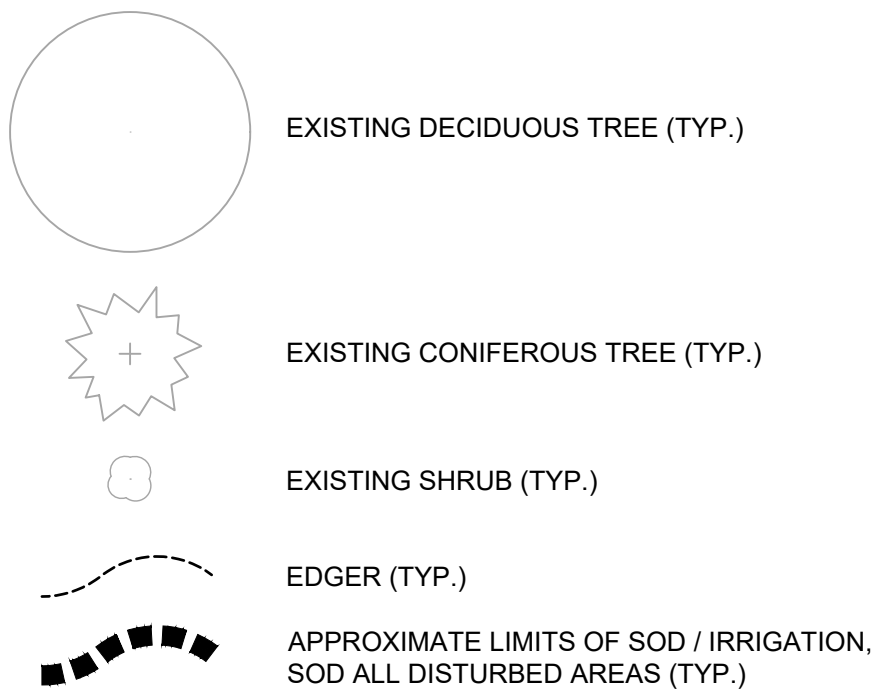 EXISTING DECIDUOUS TREE (TYP.)
EXISTING CONIFEROUS TREE (TYP.)
EXISTING SHRUB (TYP.)
EDGER (TYP.)
APPROXIMATE LIMITS OF SOD / IRRIGATION,
SOD ALL DISTURBED AREAS (TYP.)